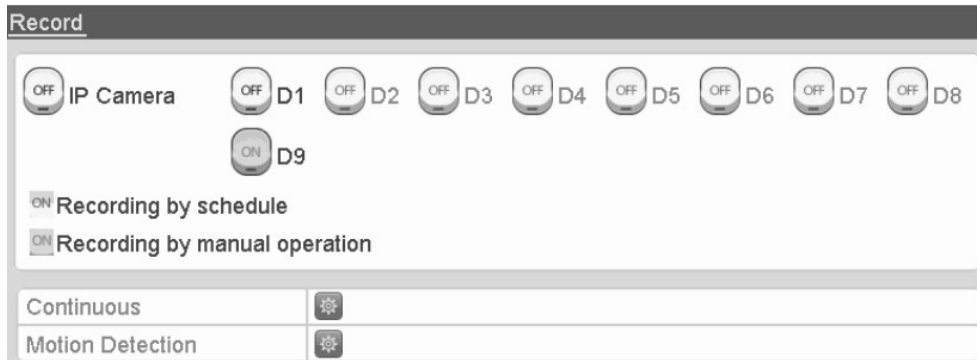 Record
OFF IP Camera OFF D1 OFF D2 OFF D3 OFF D4 OFF D5 OFF D6 OFF D7 OFF D8
ON D9
ON Recording by schedule
ON Recording by manual operation
Continuous
Motion Detection